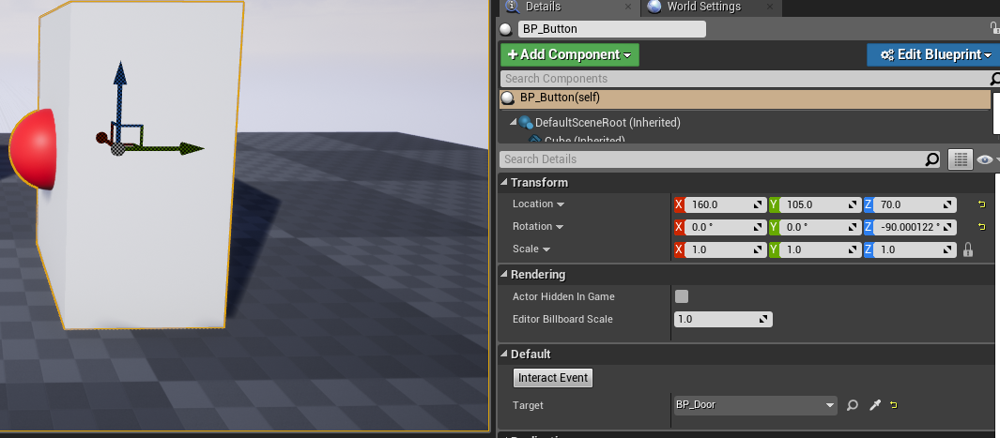 Details
World Settings
BP_Button
+Add Component
Edit Blueprint
Search Components
BP_Button(self)
DefaultSceneRoot (Inherited)
Cube (Inherited)
Search Details
Transform
Location X 160.0 Y 105.0 Z 70.0
Rotation X 0.0 ° Y 0.0 ° Z -90.000122 °
Scale X 1.0 Y 1.0 Z 1.0
Rendering
Actor Hidden In Game
Editor Billboard Scale 1.0
Default
Interact Event
Target BP_Door